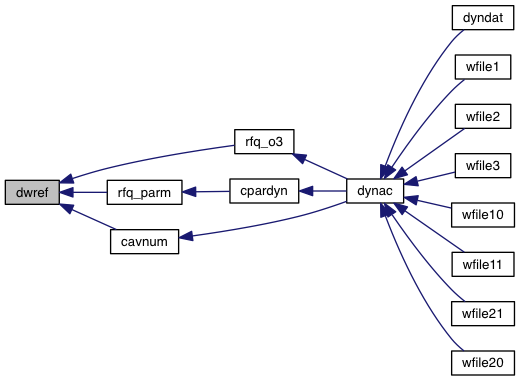 dyndat
wfile1
wfile2
rfq_o3
wfile3
dwref
rfq_parm
cpardyn
dynac
wfile10
cavnum
wfile11
wfile21
wfile20